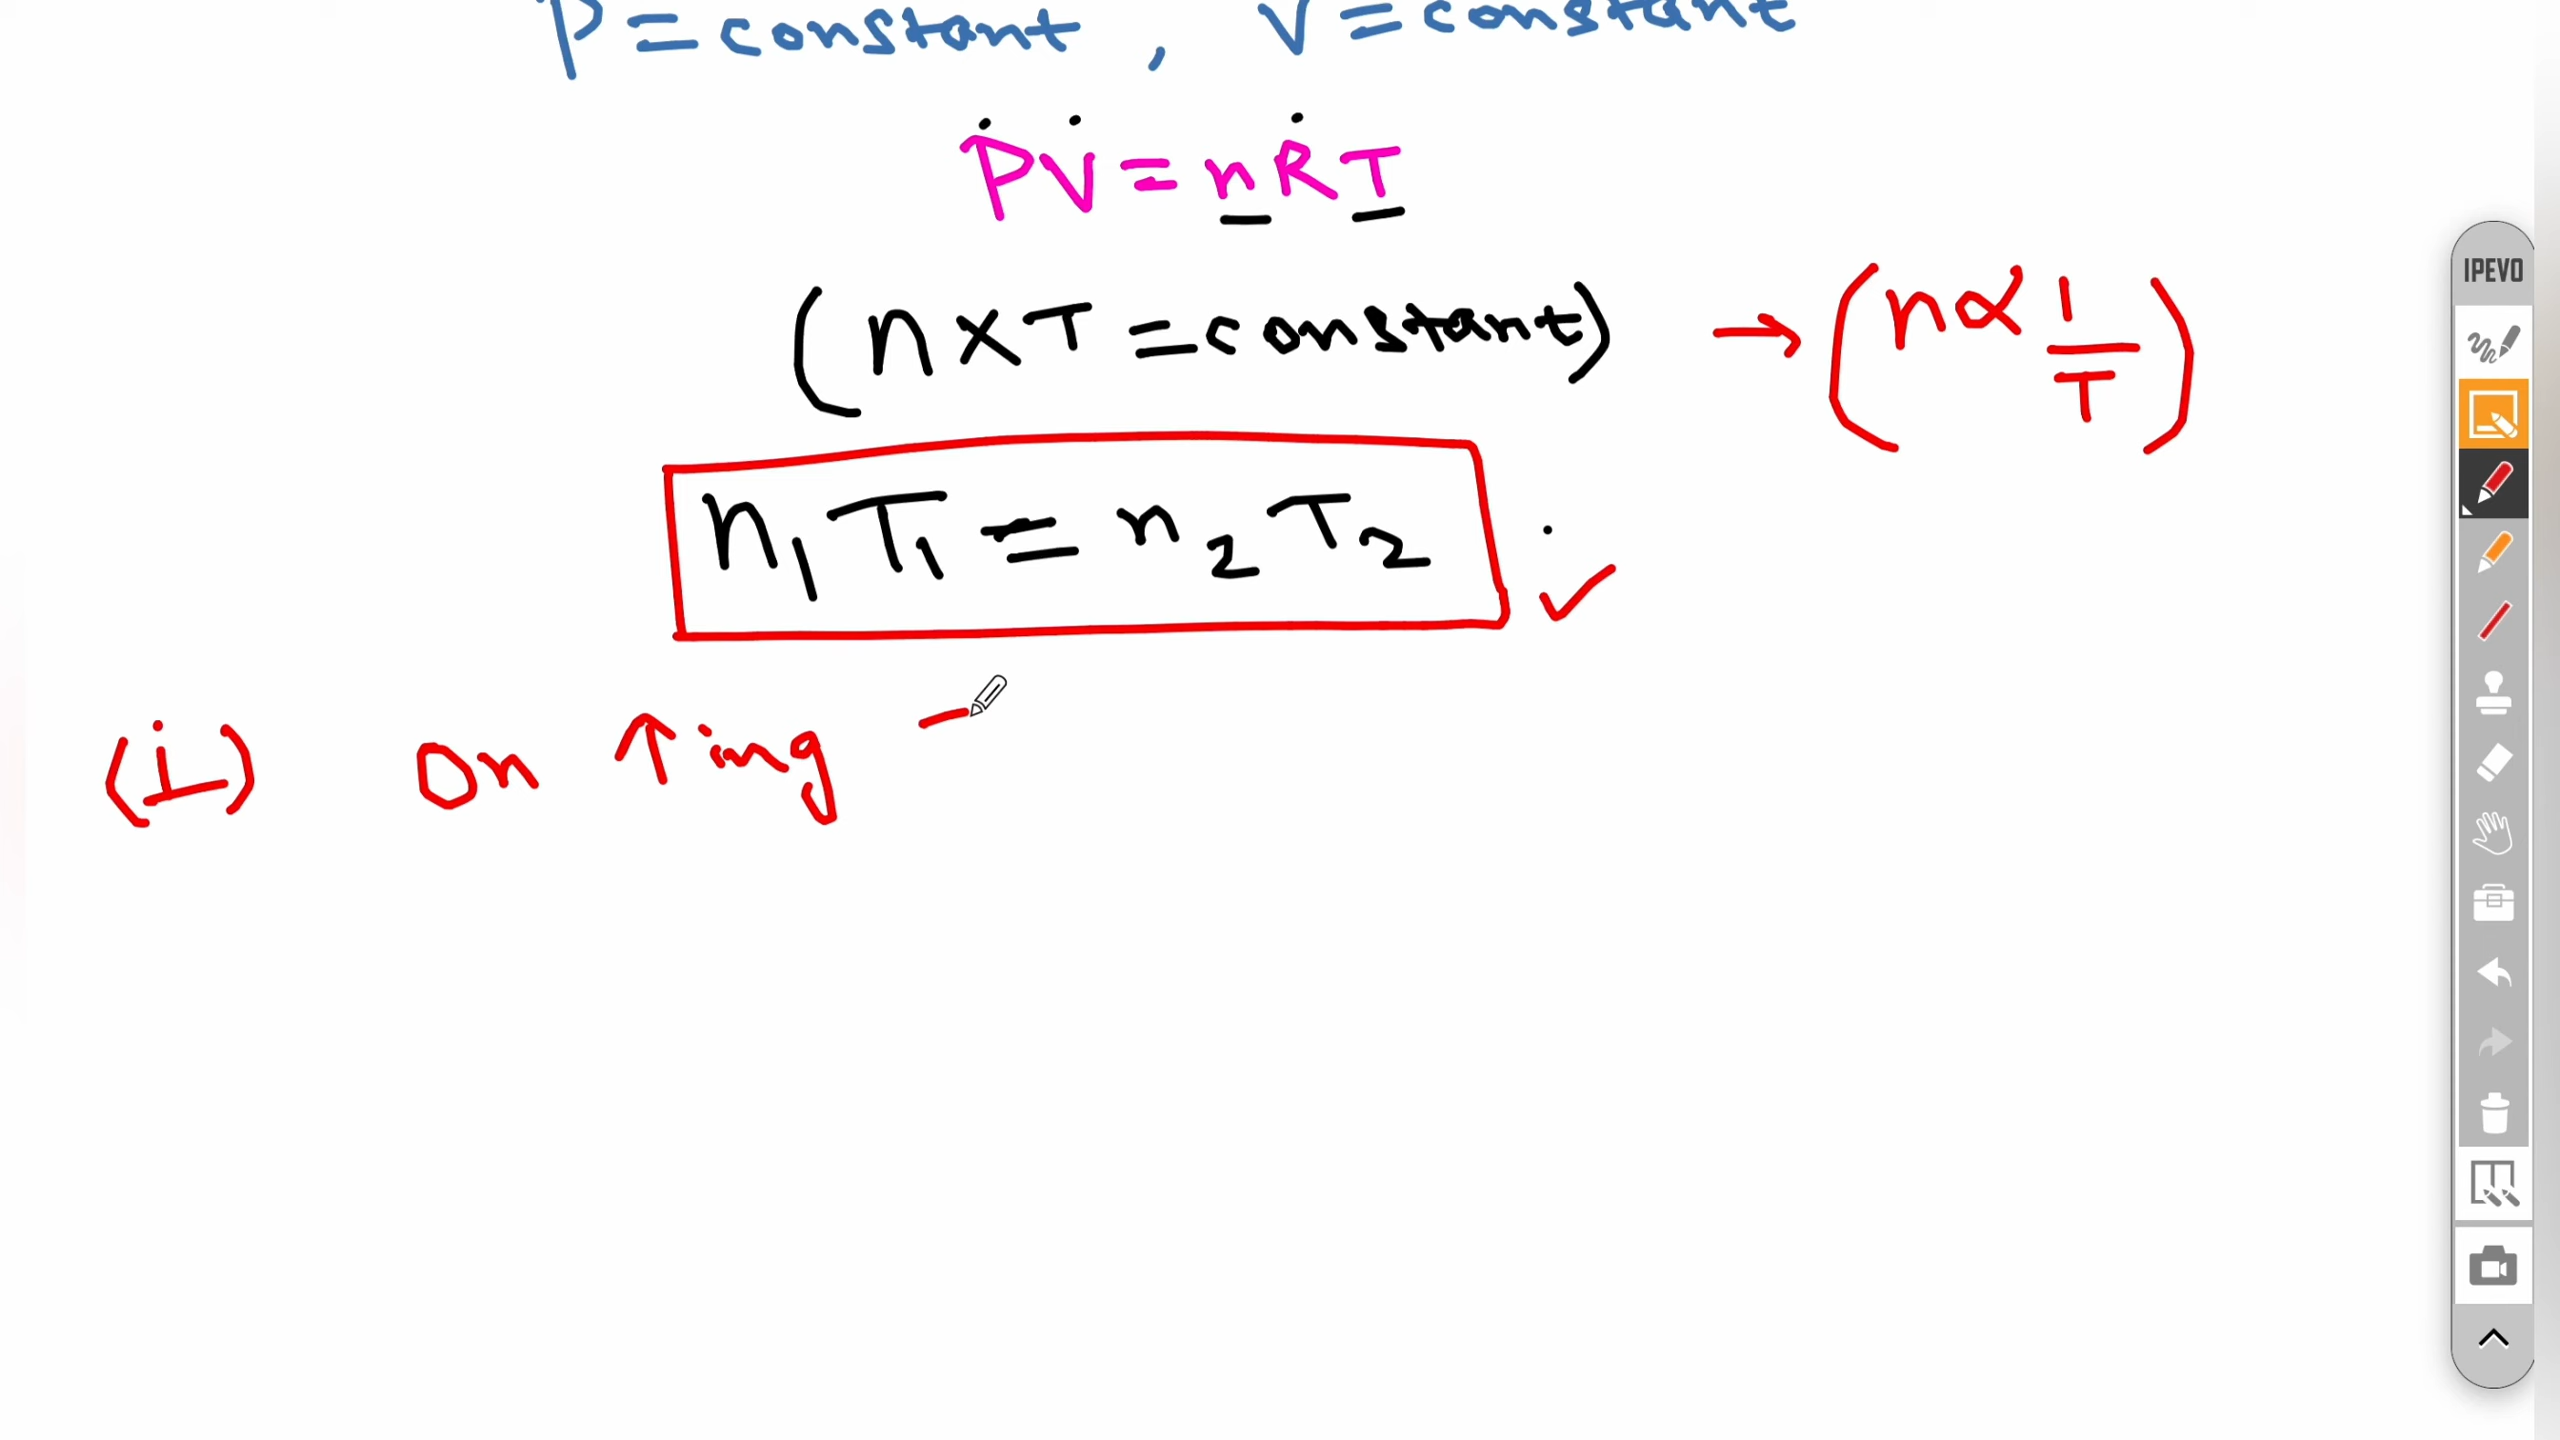 P = constant , V = constant
PV = nRT
(n × T = constant) → (n ∝ 1/T)
n₁T₁ = n₂T₂ .
(i) On ↑ing
IPEVO